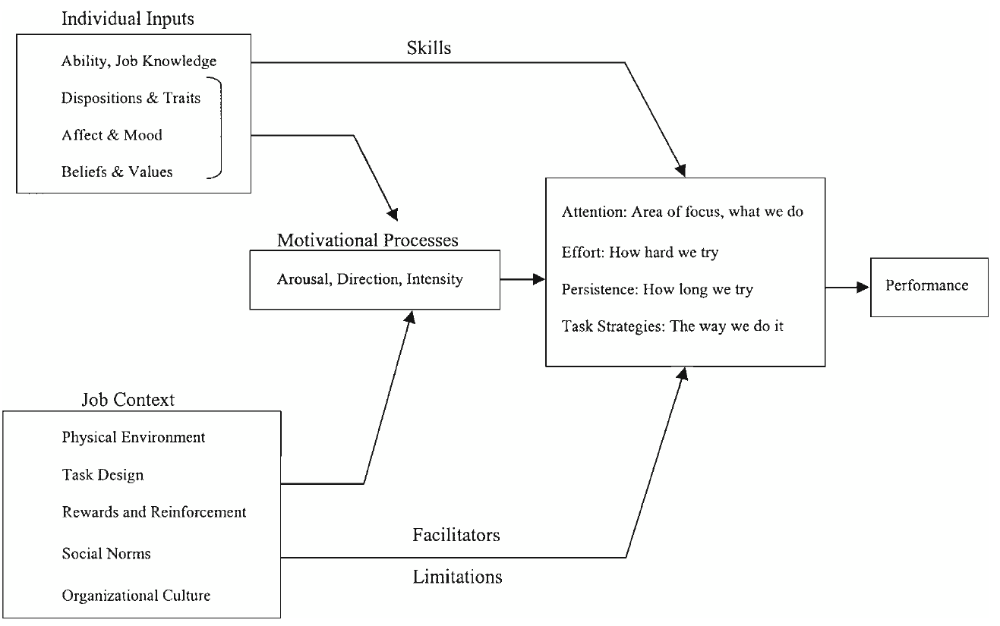 Individual Inputs
Ability, Job Knowledge
Dispositions & Traits
Affect & Mood
Beliefs & Values
Skills
Motivational Processes
Arousal, Direction, Intensity
Attention: Area of focus, what we do
Effort: How hard we try
Persistence: How long we try
Task Strategies: The way we do it
Performance
Job Context
Physical Environment
Task Design
Rewards and Reinforcement
Social Norms
Organizational Culture
Facilitators
Limitations